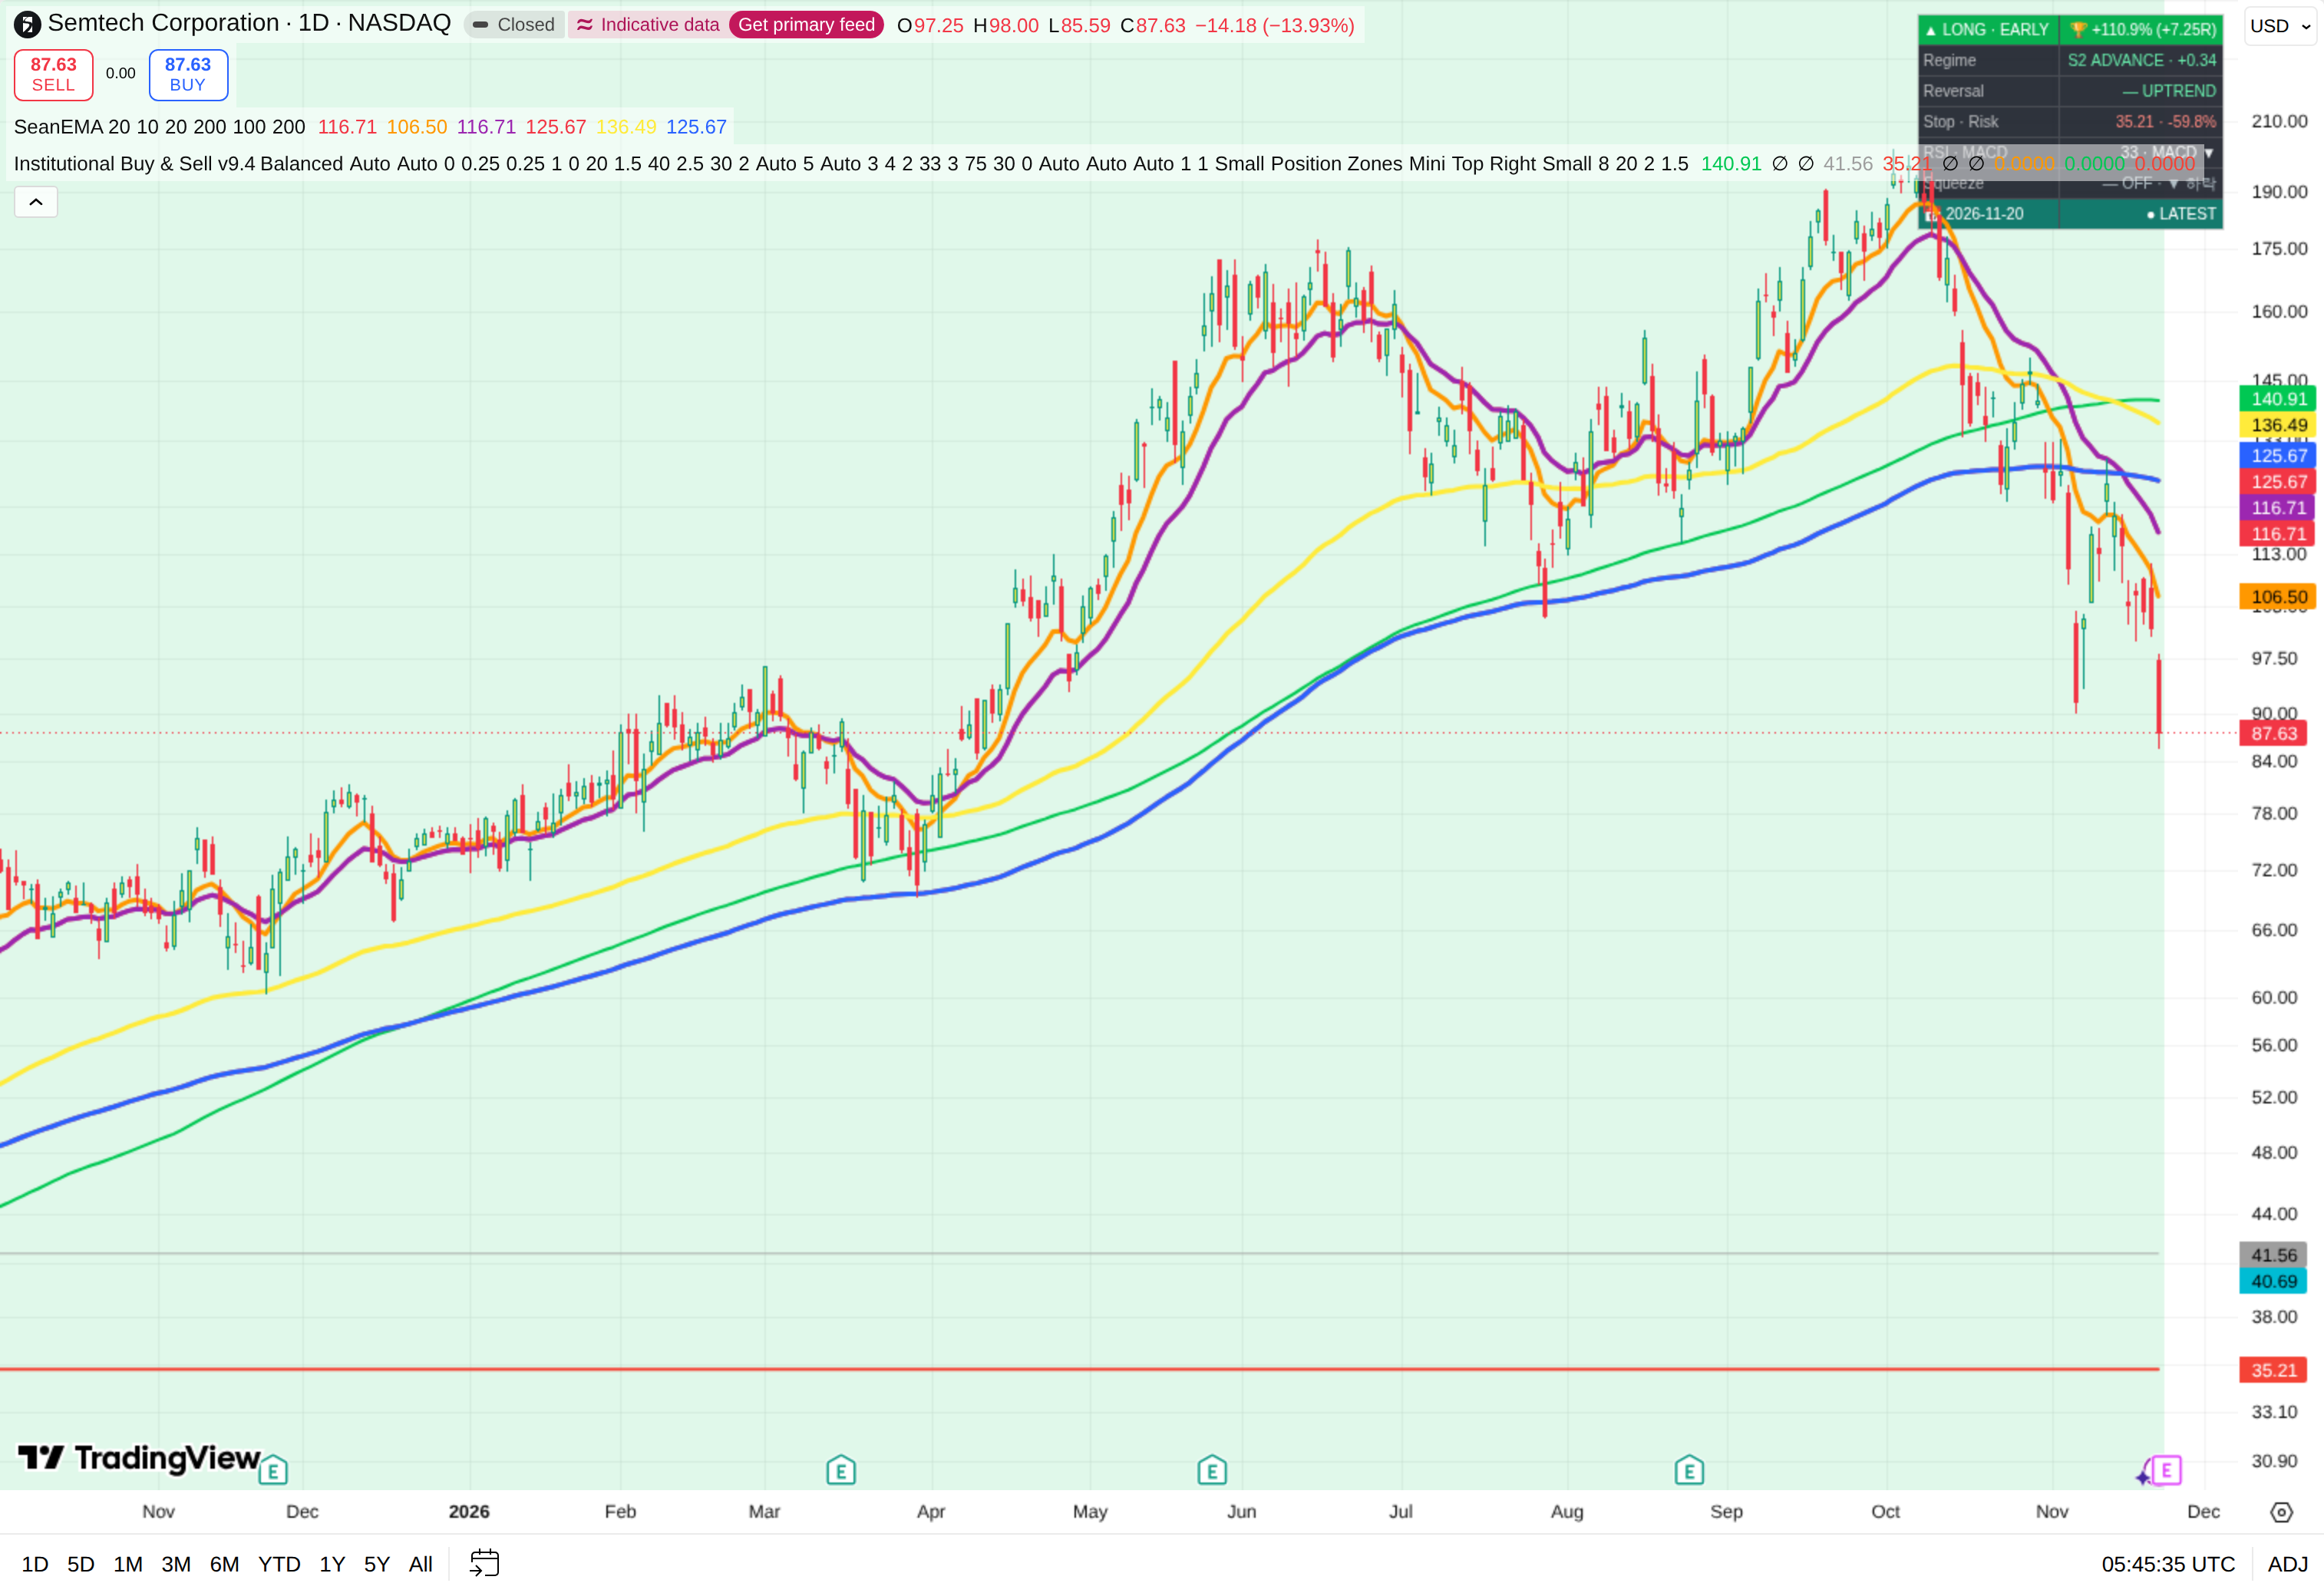 Semtech Corporation · 1D · NASDAQ Closed Indicative data Get primary feed O97.25 H98.00 L85.59 C87.63 −14.18 (−13.93%)
87.63 SELL
0.00
87.63 BUY
SeanEMA 20 10 20 200 100 200 116.71 106.50 116.71 125.67 136.49 125.67
Institutional Buy & Sell v9.4 Balanced Auto Auto 0 0.25 0.25 1 0 20 1.5 40 2.5 30 2 Auto 5 Auto 3 4 2 33 3 75 30 0 Auto Auto Auto 1 1 Small Position Zones Mini Top Right Small 8 20 2 1.5 140.91 ∅ ∅ 41.56 35.21 ∅ ∅ 0.0000 0.0000 0.0000
▲ LONG · EARLY 🏆 +110.9% (+7.25R)
Regime S2 ADVANCE · +0.34
Reversal — UPTREND
Stop · Risk 35.21 · -59.8%
RSI · MACD 33 · MACD ▼
Squeeze — OFF · ▼ 하락
2026-11-20 ● LATEST
USD
210.00
190.00
175.00
160.00
145.00
140.91
136.49
133.00
125.67
125.67
116.71
116.71
113.00
106.50
97.50
90.00
87.63
84.00
78.00
72.00
66.00
60.00
56.00
52.00
48.00
44.00
41.56
40.69
38.00
35.21
33.10
30.90
TradingView
E E E E E
Nov Dec 2026 Feb Mar Apr May Jun Jul Aug Sep Oct Nov Dec
1D 5D 1M 3M 6M YTD 1Y 5Y All 05:45:35 UTC ADJ